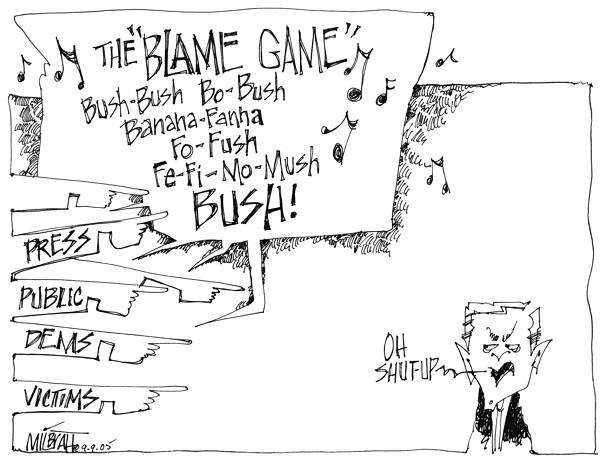 THE "BLAME GAME"
Bush-Bush Bo-Bush
Banana-Fanna
Fo-Fush
Fe-Fi-Mo-Mush
BUSH!
PRESS
PUBLIC
DEMS
VICTIMS
OH
SHUT-UP
9.9.05